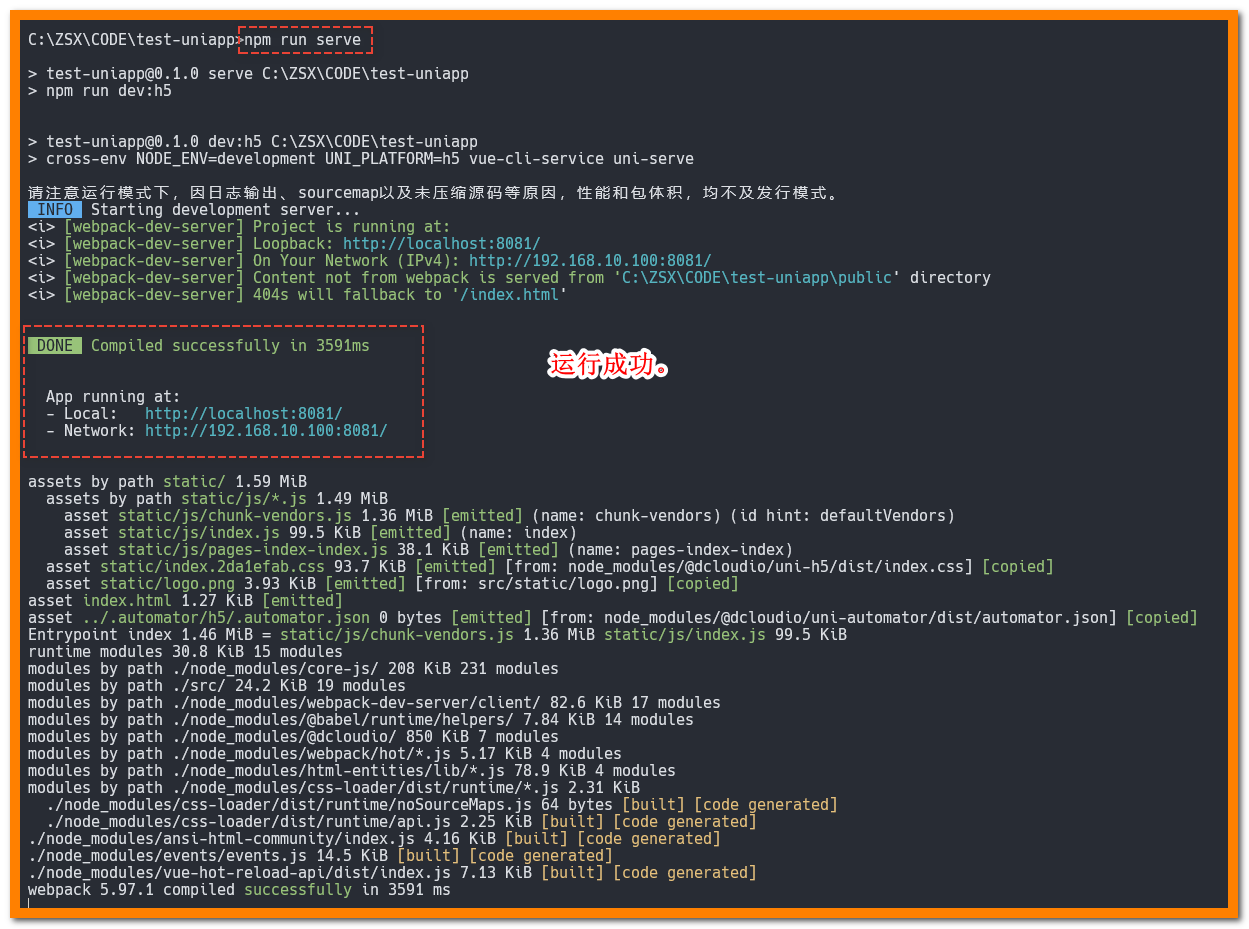 C:\ZSX\CODE\test-uniapp>npm run serve
> test-uniapp@0.1.0 serve C:\ZSX\CODE\test-uniapp
> npm run dev:h5
> test-uniapp@0.1.0 dev:h5 C:\ZSX\CODE\test-uniapp
> cross-env NODE_ENV=development UNI_PLATFORM=h5 vue-cli-service uni-serve
请注意运行模式下，因日志输出、sourcemap以及未压缩源码等原因，性能和包体积，均不及发行模式。
INFO Starting development server...
<i> [webpack-dev-server] Project is running at:
<i> [webpack-dev-server] Loopback: http://localhost:8081/
<i> [webpack-dev-server] On Your Network (IPv4): http://192.168.10.100:8081/
<i> [webpack-dev-server] Content not from webpack is served from 'C:\ZSX\CODE\test-uniapp\public' directory
<i> [webpack-dev-server] 404s will fallback to '/index.html'
DONE Compiled successfully in 3591ms
运行成功。
App running at:
- Local: http://localhost:8081/
- Network: http://192.168.10.100:8081/
assets by path static/ 1.59 MiB
assets by path static/js/*.js 1.49 MiB
asset static/js/chunk-vendors.js 1.36 MiB [emitted] (name: chunk-vendors) (id hint: defaultVendors)
asset static/js/index.js 99.5 KiB [emitted] (name: index)
asset static/js/pages-index-index.js 38.1 KiB [emitted] (name: pages-index-index)
asset static/index.2da1efab.css 93.7 KiB [emitted] [from: node_modules/@dcloudio/uni-h5/dist/index.css] [copied]
asset static/logo.png 3.93 KiB [emitted] [from: src/static/logo.png] [copied]
asset index.html 1.27 KiB [emitted]
asset ../.automator/h5/.automator.json 0 bytes [emitted] [from: node_modules/@dcloudio/uni-automator/dist/automator.json] [copied]
Entrypoint index 1.46 MiB = static/js/chunk-vendors.js 1.36 MiB static/js/index.js 99.5 KiB
runtime modules 30.8 KiB 15 modules
modules by path ./node_modules/core-js/ 208 KiB 231 modules
modules by path ./src/ 24.2 KiB 19 modules
modules by path ./node_modules/webpack-dev-server/client/ 82.6 KiB 17 modules
modules by path ./node_modules/@babel/runtime/helpers/ 7.84 KiB 14 modules
modules by path ./node_modules/@dcloudio/ 850 KiB 7 modules
modules by path ./node_modules/webpack/hot/*.js 5.17 KiB 4 modules
modules by path ./node_modules/html-entities/lib/*.js 78.9 KiB 4 modules
modules by path ./node_modules/css-loader/dist/runtime/*.js 2.31 KiB
./node_modules/css-loader/dist/runtime/noSourceMaps.js 64 bytes [built] [code generated]
./node_modules/css-loader/dist/runtime/api.js 2.25 KiB [built] [code generated]
./node_modules/ansi-html-community/index.js 4.16 KiB [built] [code generated]
./node_modules/events/events.js 14.5 KiB [built] [code generated]
./node_modules/vue-hot-reload-api/dist/index.js 7.13 KiB [built] [code generated]
webpack 5.97.1 compiled successfully in 3591 ms